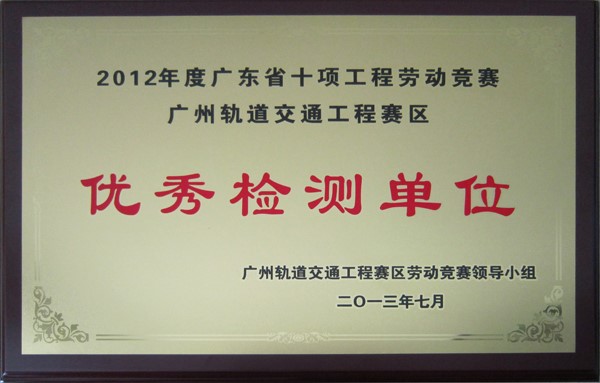 2012年度广东省十项工程劳动竞赛
广州轨道交通工程赛区
优秀检测单位
广州轨道交通工程赛区劳动竞赛领导小组
二〇一三年七月